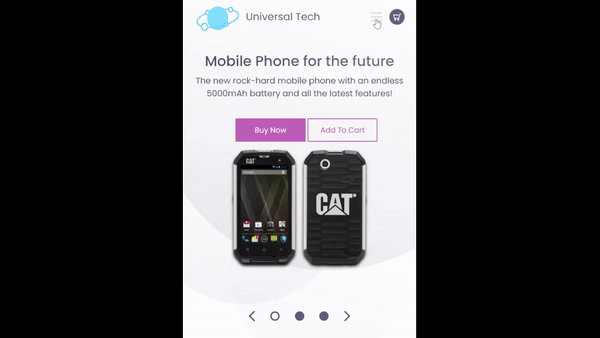 Universal Tech
Mobile Phone for the future
The new rock-hard mobile phone with an endless
5000mAh battery and all the latest features!
Buy Now
Add To Cart
CAT
CAT